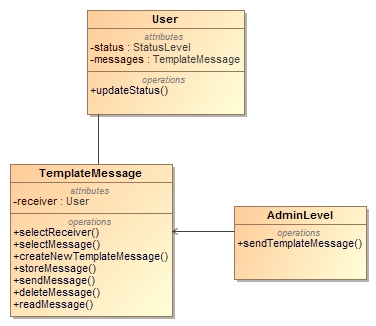 User
attributes
-status : StatusLevel
-messages : TemplateMessage
operations
+updateStatus()
TemplateMessage
attributes
-receiver : User
operations
+selectReceiver()
+selectMessage()
+createNewTemplateMessage()
+storeMessage()
+sendMessage()
+deleteMessage()
+readMessage()
AdminLevel
operations
+sendTemplateMessage()